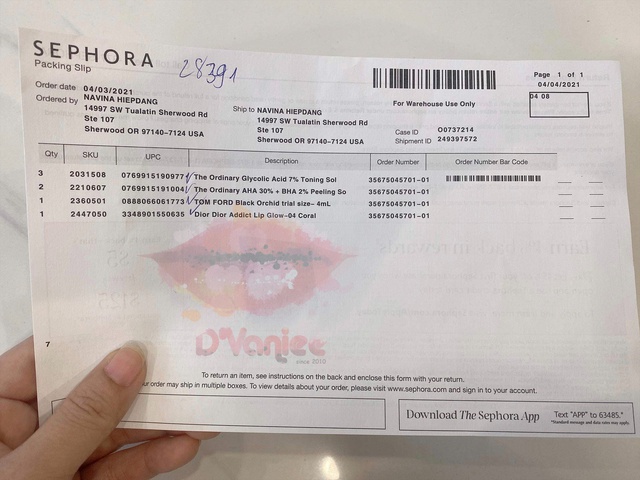 SEPHORA
Packing Slip
28391
Page 1 of 1
04/04/2021
04 08
Order date 04/03/2021
Ordered by NAVINA HIEPDANG
14997 SW Tualatin Sherwood Rd
Ste 107
Sherwood OR 97140-7124 USA
Ship to NAVINA HIEPDANG
14997 SW Tualatin Sherwood Rd
Ste 107
Sherwood OR 97140-7124 USA
For Warehouse Use Only
Case ID O0737214
Shipment ID 249397572
Qty SKU UPC Description Order Number Order Number Bar Code
3 2031508 0769915190977 The Ordinary Glycolic Acid 7% Toning Sol 35675045701-01
2 2210607 0769915191004 The Ordinary AHA 30% + BHA 2% Peeling So 35675045701-01
1 2360501 0888066061773 TOM FORD Black Orchid trial size- 4mL 35675045701-01
1 2447050 3348901550635 Dior Dior Addict Lip Glow-04 Coral 35675045701-01
D'Vaniee
since 2010
7
To return an item, see instructions on the back and enclose this form with your return.
our order may ship in multiple boxes. To view details about your order, please visit www.sephora.com and sign in to your account.
Download The Sephora App
Text "APP" to 63485.*
*Standard message and data rates may apply.